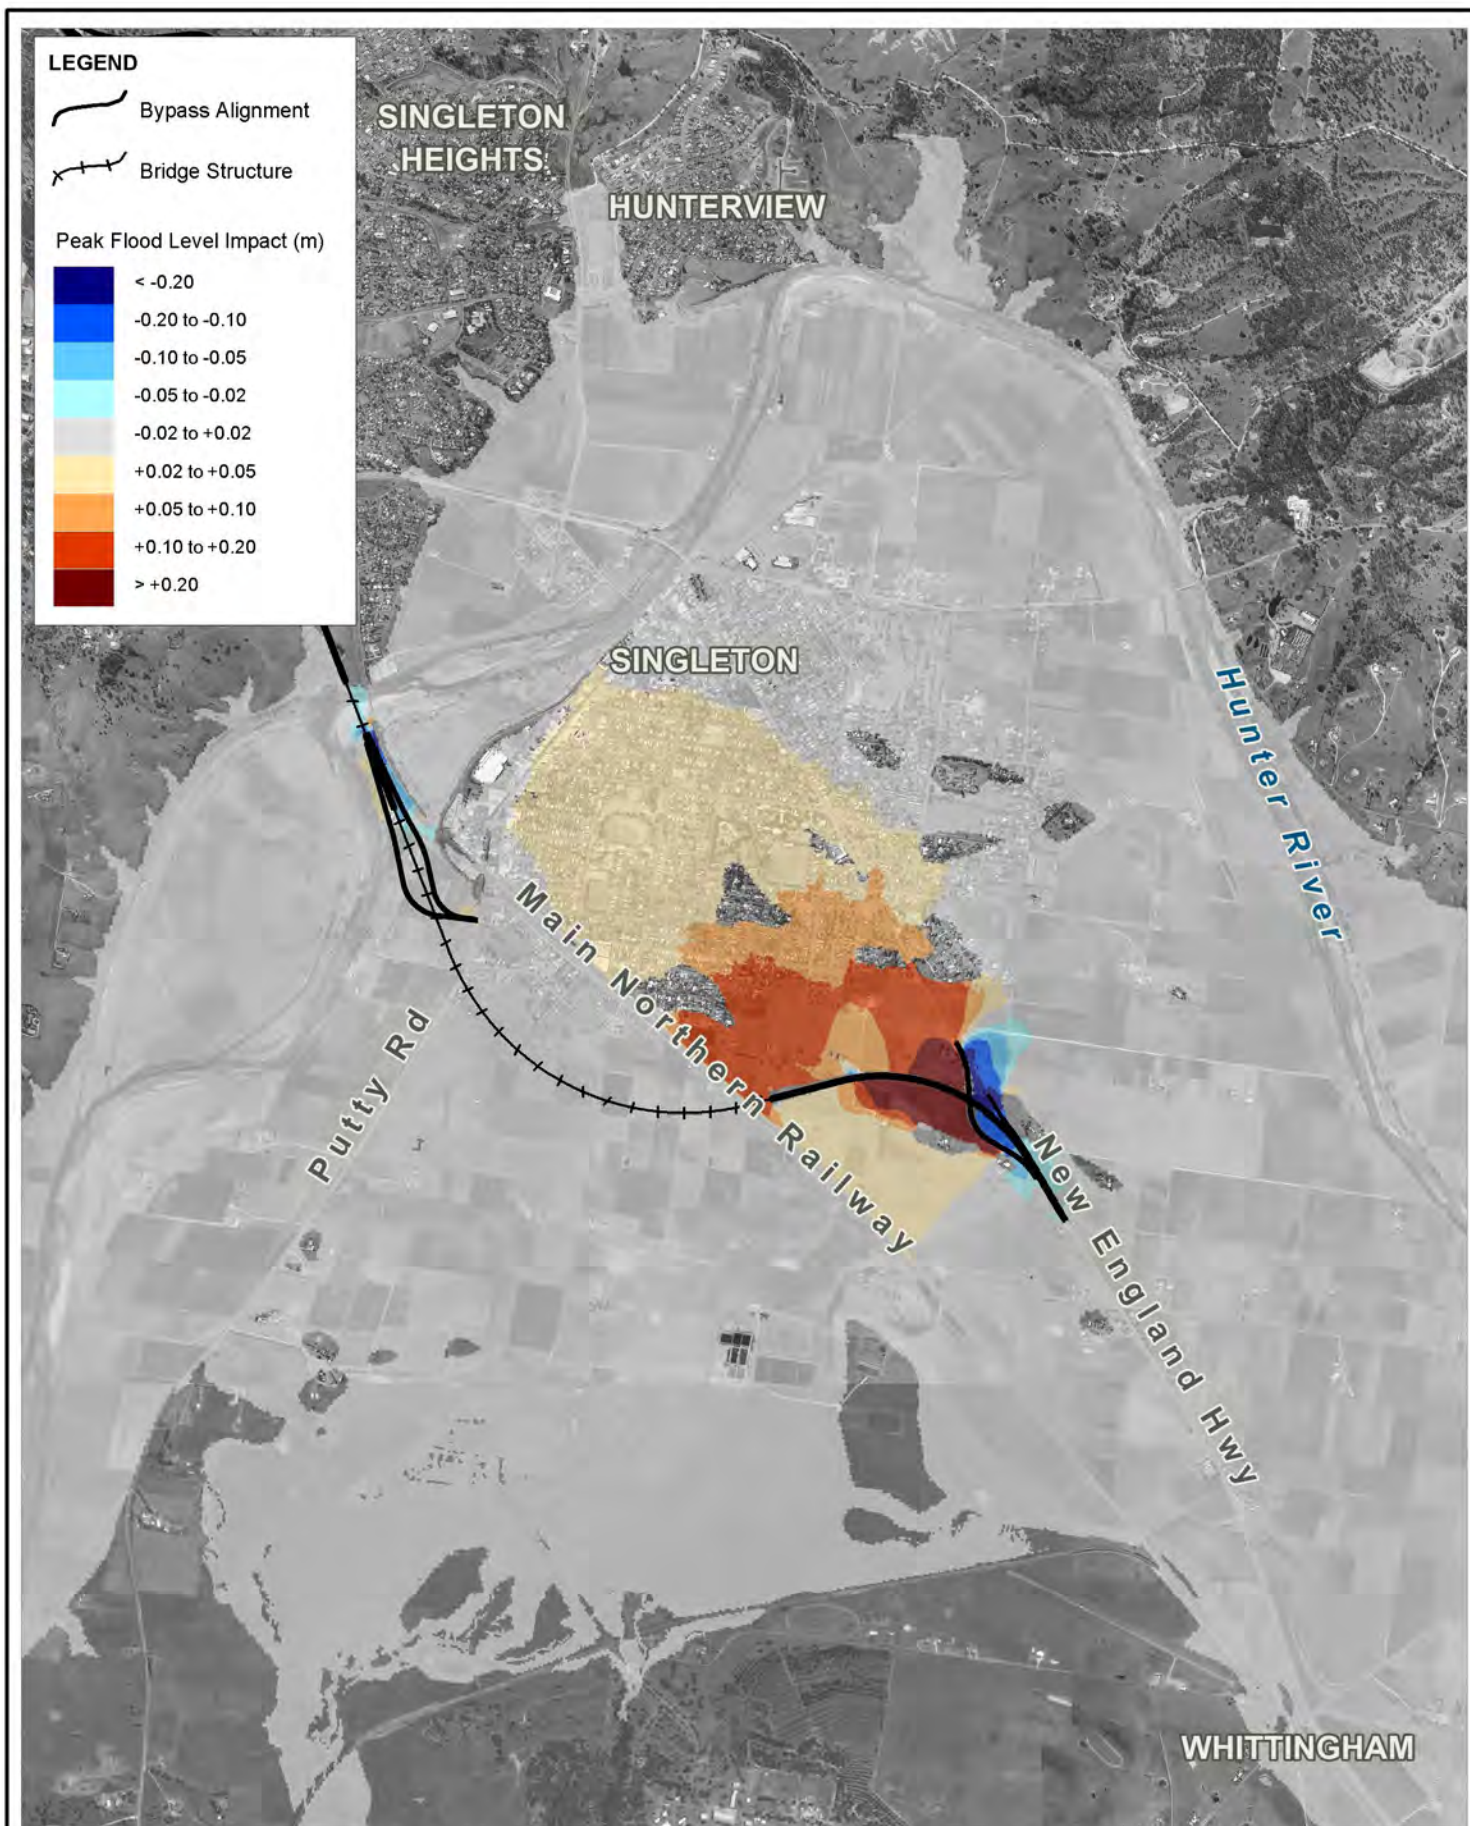 LEGEND
Bypass Alignment
Bridge Structure
Peak Flood Level Impact (m)
< -0.20
-0.20 to -0.10
-0.10 to -0.05
-0.05 to -0.02
-0.02 to +0.02
+0.02 to +0.05
+0.05 to +0.10
+0.10 to +0.20
> +0.20
SINGLETON
HEIGHTS
HUNTERVIEW
SINGLETON
Hunter River
Main Northern Railway
Putty Rd
New England Hwy
WHITTINGHAM